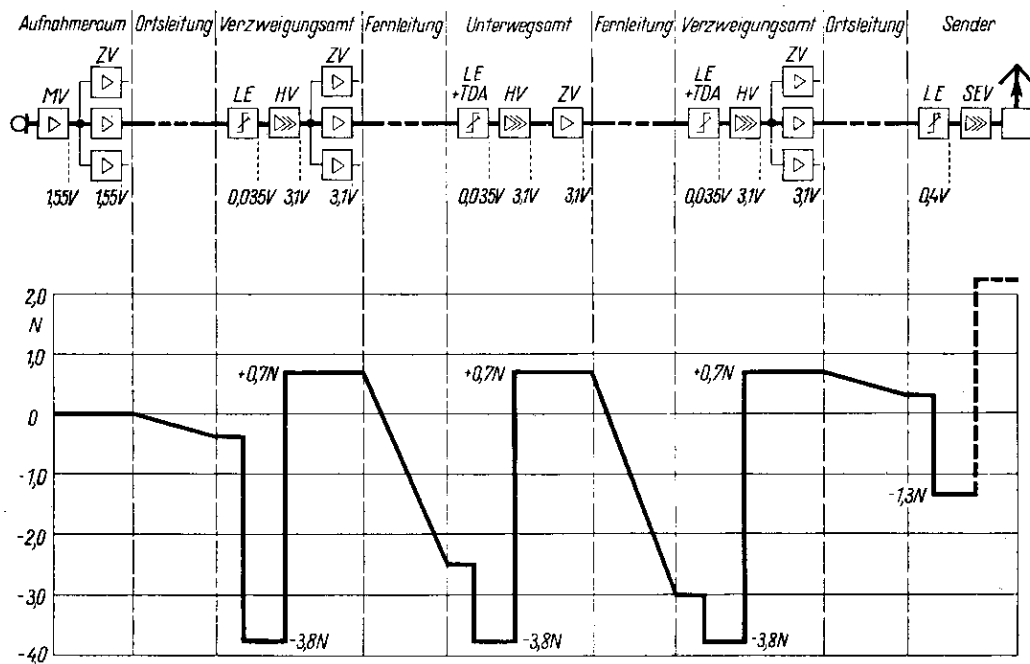 Aufnahmeraum Ortsleitung Verzweigungsamt Fernleitung Unterwegsamt Fernleitung Verzweigungsamt Ortsleitung Sender
ZV ZV ZV
MV LE HV LE +TDA HV ZV LE +TDA HV LE SEV
1,55V 1,55V 0,035V 3,1V 3,1V 0,035V 3,1V 3,1V 0,035V 3,1V 3,1V 0,4V
2,0
N
1,0
+0,7N +0,7N +0,7N
0
-1,0
-1,3N
-2,0
-3,0
-3,8N -3,8N -3,8N
-4,0